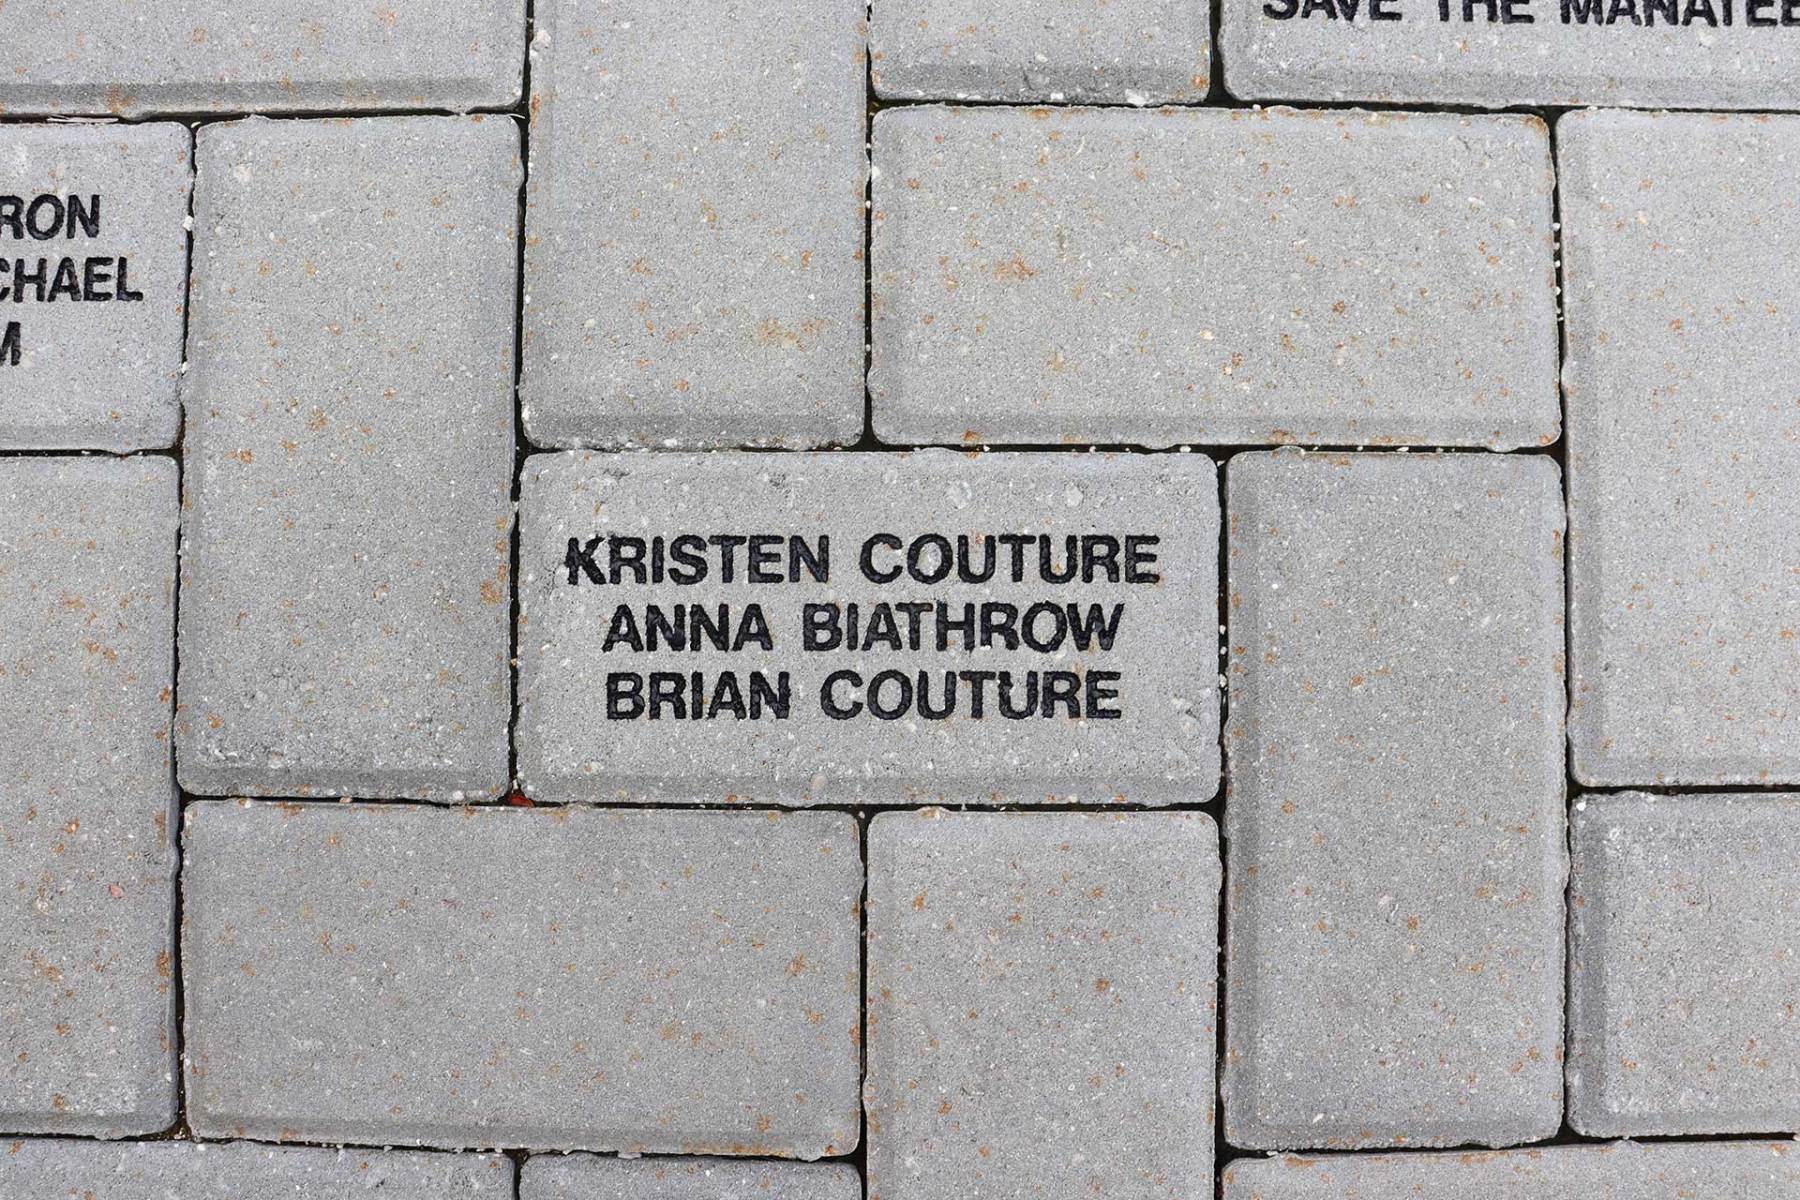 SAVE THE MANATEE
RON
CHAEL
M
KRISTEN COUTURE
ANNA BIATHROW
BRIAN COUTURE